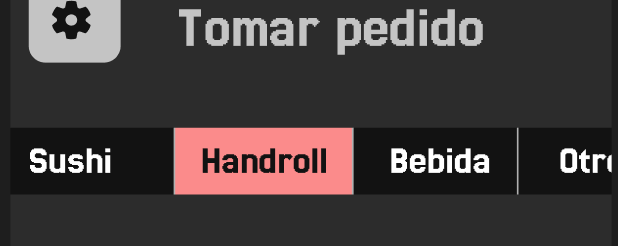 Tomar pedido
Sushi Handroll Bebida